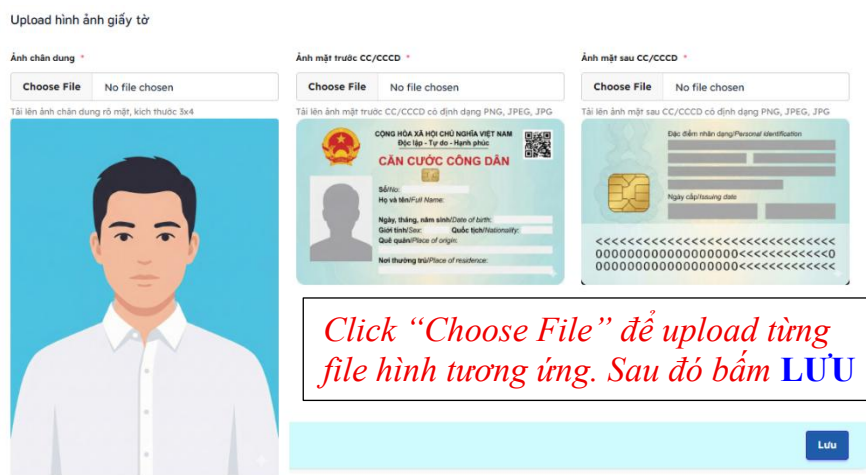 Upload hình ảnh giấy tờ
Ảnh chân dung *
Choose File No file chosen
Tải lên ảnh chân dung rõ mặt, kích thước 3x4
Ảnh mặt trước CC/CCCD *
Choose File No file chosen
Tải lên ảnh mặt trước CC/CCCD có định dạng PNG, JPEG, JPG
CỘNG HÒA XÃ HỘI CHỦ NGHĨA VIỆT NAM
Độc lập - Tự do - Hạnh phúc
CĂN CƯỚC CÔNG DÂN
Số/No:
Họ và tên/Full Name:
Ngày, tháng, năm sinh/Date of birth:
Giới tính/Sex: Quốc tịch/Nationality:
Quê quán/Place of origin:
Nơi thường trú/Place of residence:
Ảnh mặt sau CC/CCCD *
Choose File No file chosen
Tải lên ảnh mặt sau CC/CCCD có định dạng PNG, JPEG, JPG
Đặc điểm nhân dạng/Personal identification
Ngày cấp/Issuing date
<<<<<<<<<<<<<<<<<<<<<<<<<<<<<<
0000000000000000<<<<<<<<<<<<<0
0000000000000000<<<<<<<<<<<<<<
Click “Choose File” để upload từng
file hình tương ứng. Sau đó bấm LƯU
Lưu